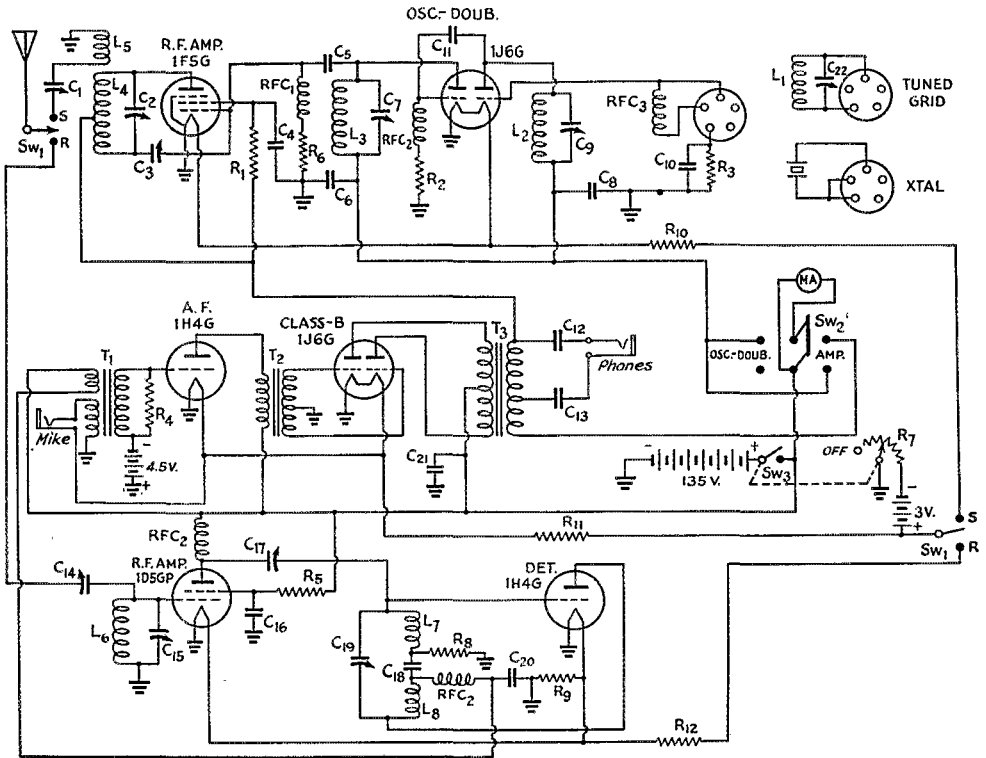 OSC.-DOUB.
L5
R.F. AMP.
1F5G
C5
C11
1J6G
L1
C22
TUNED
GRID
C1
L4
C2
RFC1
C7
RFC3
S
Sw1
R
C3
R1
C4
R6
L3
RFC2
R2
L2
C9
C10
R3
XTAL
C6
C8
R10
MA
A.F.
1H4G
CLASS-B
1J6G
T3
C12
Sw2
T1
T2
Phones
OSC.-DOUB.
AMP.
R4
C13
Mike
- 
4.5V.
+
C21
-
+
135 V.
Sw3
OFF
R7
-
3V.
+
S
Sw1
R
R11
RFC2
C17
C14
R.F. AMP.
1D5GP
R5
DET.
1H4G
L6
C15
C16
C19
L7
R8
C18
RFC2
C20
R9
L8
R12